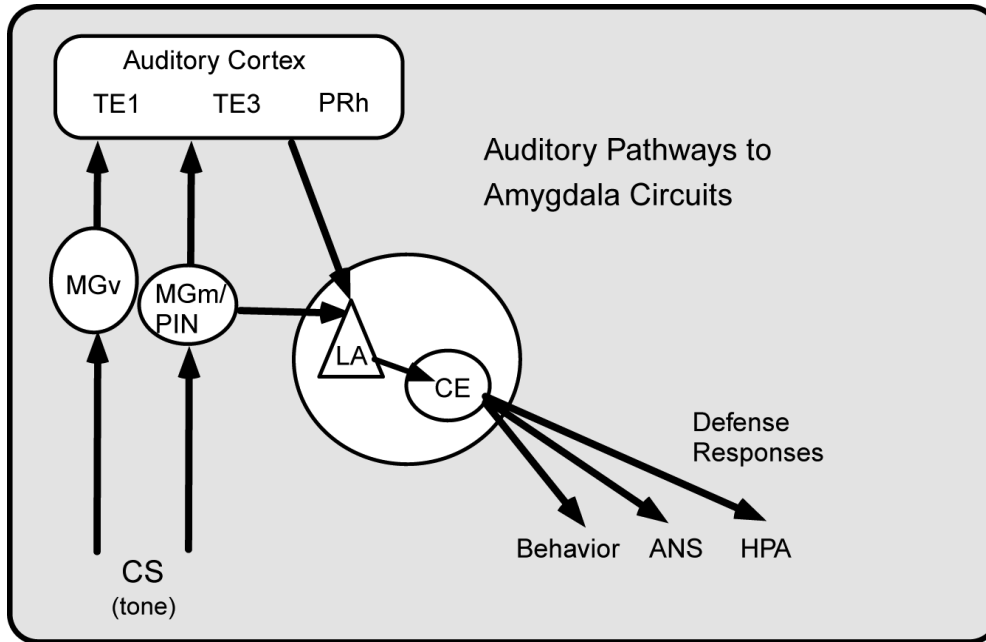 Auditory Cortex
TE1 TE3 PRh
Auditory Pathways to
Amygdala Circuits
MGv
MGm/
PIN
LA
CE
Defense
Responses
Behavior ANS HPA
CS
(tone)